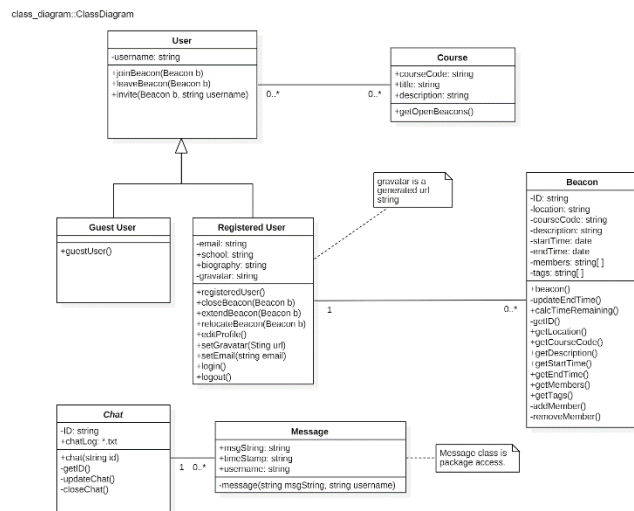 class_diagram::ClassDiagram
User
-username: string
+joinBeacon(Beacon b)
+leaveBeacon(Beacon b)
+invite(Beacon b, string username)
0..*
0..*
Course
+courseCode: string
+title: string
+description: string
+getOpenBeacons()
gravatar is a
generated url
string
Guest User
+guestUser()
Registered User
-email: string
+school: string
+biography: string
-gravatar: string
+registeredUser()
+closeBeacon(Beacon b)
+extendBeacon(Beacon b)
+relocateBeacon(Beacon b)
+editProfile()
+setGravatar(Sting url)
+setEmail(string email)
+login()
+logout()
1
0..*
Beacon
-ID: string
-location: string
-courseCode: string
-description: string
-startTime: date
-endTime: date
-members: string[ ]
-tags: string[ ]
+beacon()
-updateEndTime()
+calcTimeRemaining()
-getID()
+getLocation()
+getCourseCode()
+getDescription()
+getStartTime()
+getEndTime()
+getMembers()
+getTags()
-addMember()
-removeMember()
Chat
-ID: string
+chatLog: *.txt
+chat(string id)
-getID()
-updateChat()
-closeChat()
1
0..*
Message
+msgString: string
+timeStamp: string
+username: string
-message(string msgString, string username)
Message class is
package access.